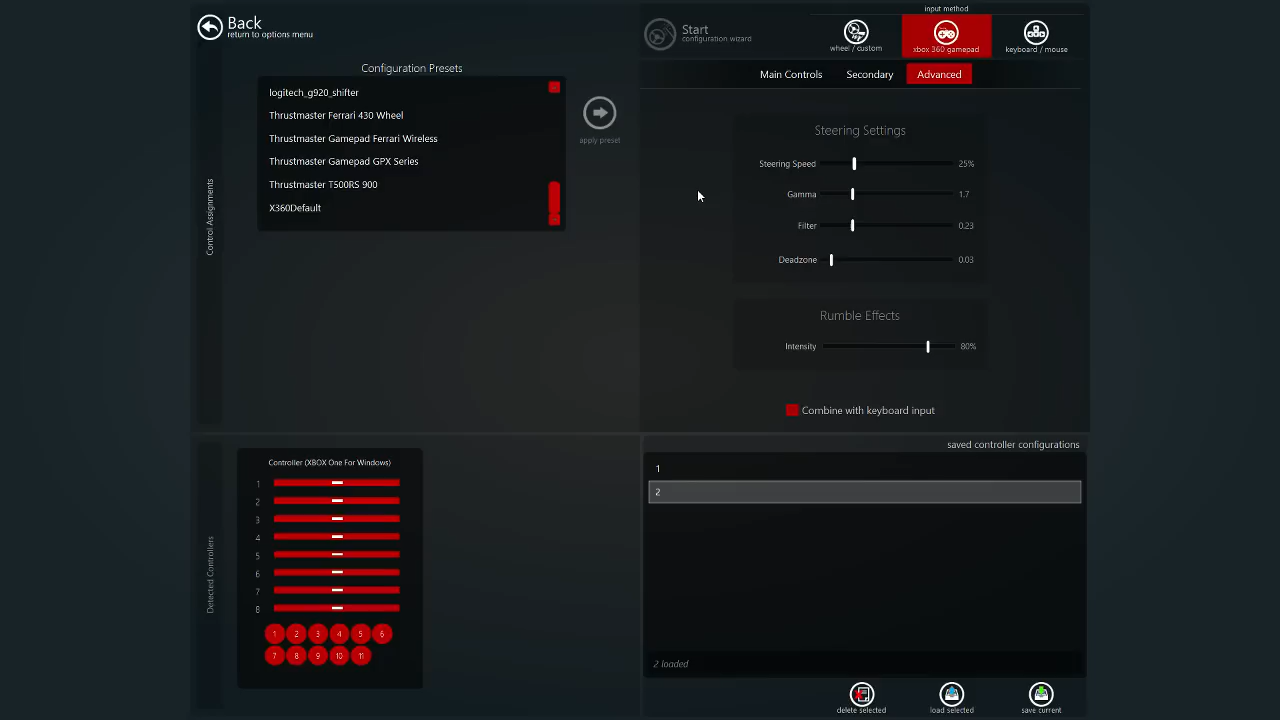 Back
return to options menu
Configuration Presets
logitech_g920_shifter
Thrustmaster Ferrari 430 Wheel
Thrustmaster Gamepad Ferrari Wireless
Thrustmaster Gamepad GPX Series
Thrustmaster T500RS 900
X360Default
apply preset
Control Assignments
Start
configuration wizard
input method
wheel / custom
xbox 360 gamepad
keyboard / mouse
Main Controls
Secondary
Advanced
Steering Settings
Steering Speed 25%
Gamma 1.7
Filter 0.23
Deadzone 0.03
Rumble Effects
Intensity 80%
Combine with keyboard input
Detected Controllers
Controller (XBOX One For Windows)
1
2
3
4
5
6
7
8
1 2 3 4 5 6
7 8 9 10 11
saved controller configurations
1
2
2 loaded
delete selected
load selected
save current